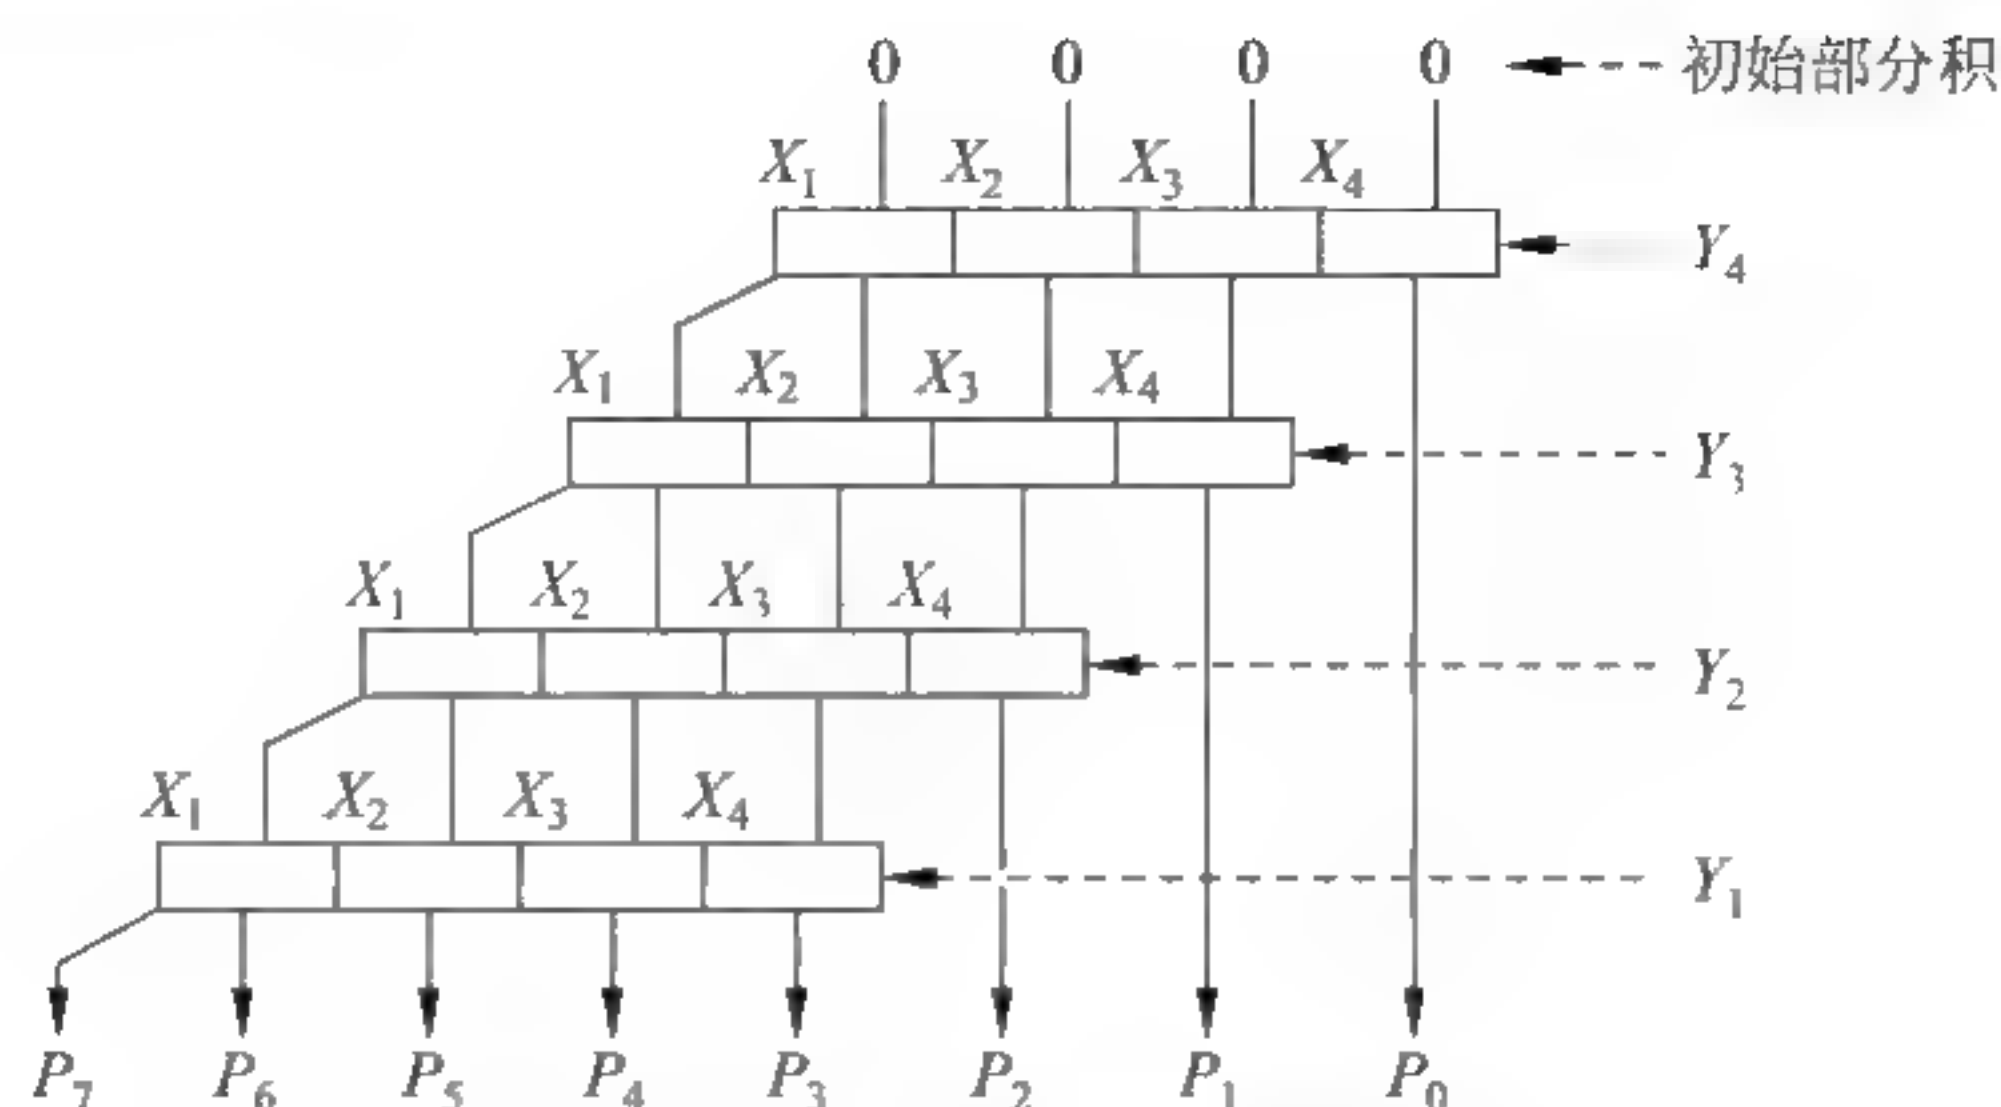 0 0 0 0 初始部分积
X₁ X₂ X₃ X₄
Y₄
X₁ X₂ X₃ X₄
Y₃
X₁ X₂ X₃ X₄
Y₂
X₁ X₂ X₃ X₄
Y₁
P₇ P₆ P₅ P₄ P₃ P₂ P₁ P₀